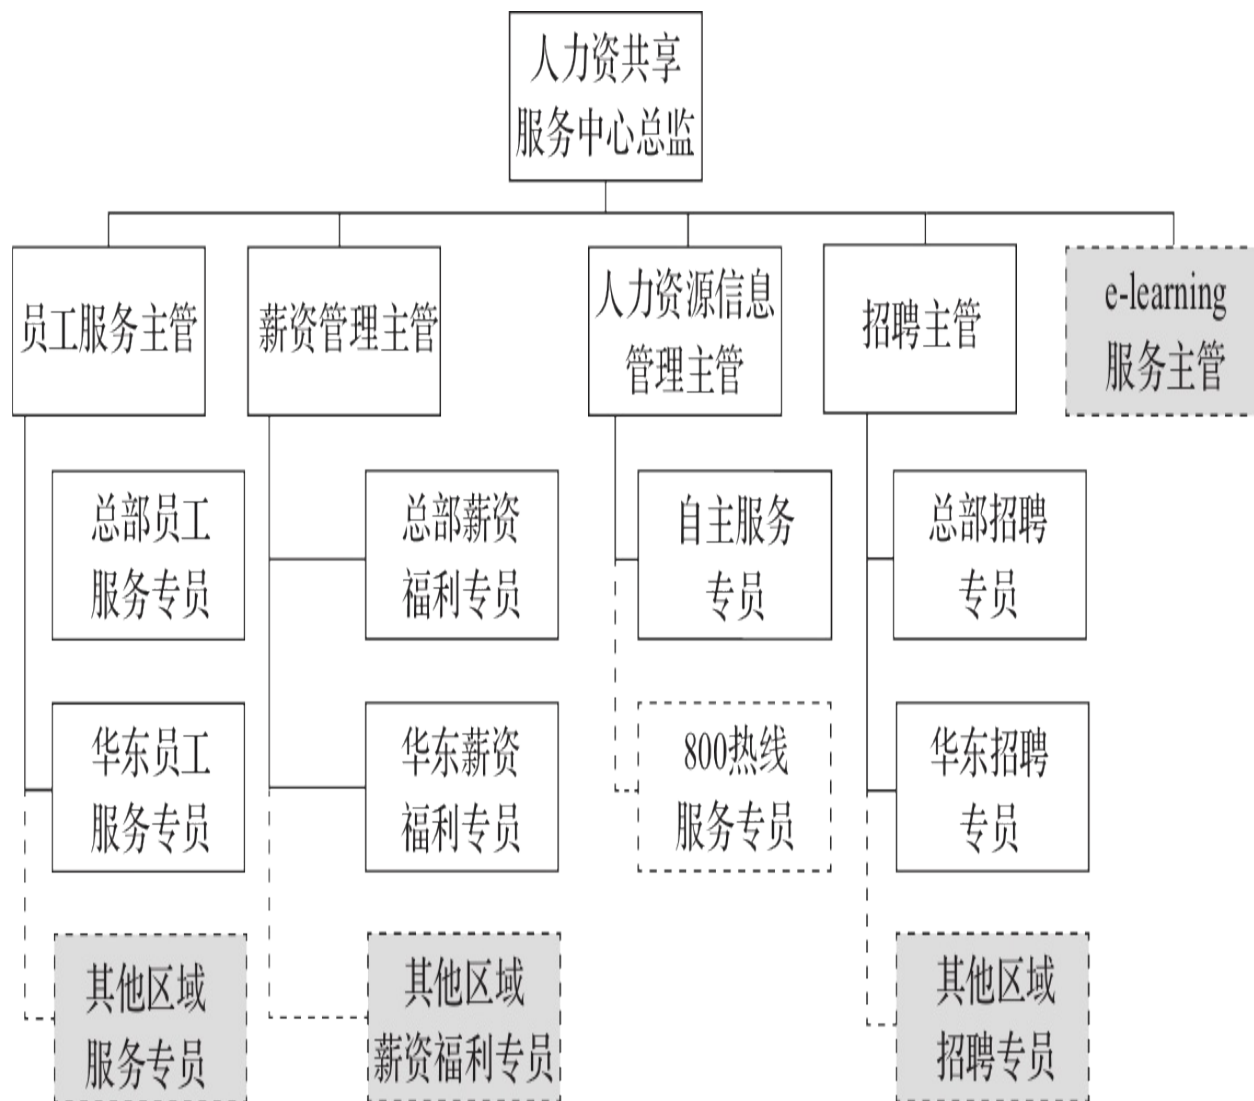 人力资共享
服务中心总监
员工服务主管
薪资管理主管
人力资源信息
管理主管
招聘主管
e-learning
服务主管
总部员工
服务专员
总部薪资
福利专员
自主服务
专员
总部招聘
专员
华东员工
服务专员
华东薪资
福利专员
800热线
服务专员
华东招聘
专员
其他区域
服务专员
其他区域
薪资福利专员
其他区域
招聘专员